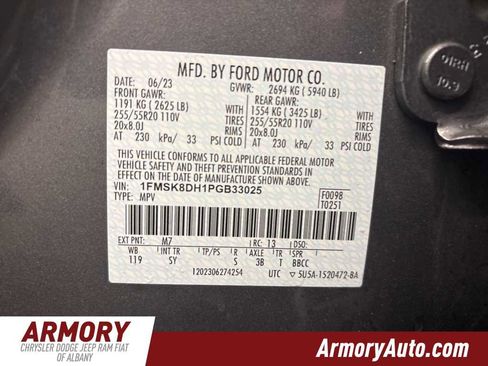 MFD. BY FORD MOTOR CO.
DATE: 06/23 GVWR: 2694 KG ( 5940 LB)
FRONT GAWR: REAR GAWR:
1191 KG ( 2625 LB) WITH 1554 KG ( 3425 LB) WITH
255/55R20 110V TIRES 255/55R20 110V TIRES
20x8.0J RIMS 20x8.0J RIMS
AT 230 kPa/ 33 PSI COLD AT 230 kPa/ 33 PSI COLD
THIS VEHICLE CONFORMS TO ALL APPLICABLE FEDERAL MOTOR
VEHICLE SAFETY AND THEFT PREVENTION STANDARDS IN
EFFECT ON THE DATE OF MANUFACTURE SHOWN ABOVE.
VIN: 1FMSK8DH1PGB33025 F0098
TYPE: MPV T0251
EXT PNT: M7 RC: 13 DSO:
WB INT TR TP/PS R AXLE TR SP
119 SY 5 3B T BBCC
1202306274254 UTC 5U5A-1520472-BA
ARMORY
CHRYSLER DODGE JEEP RAM FIAT
OF ALBANY
ArmoryAuto.com